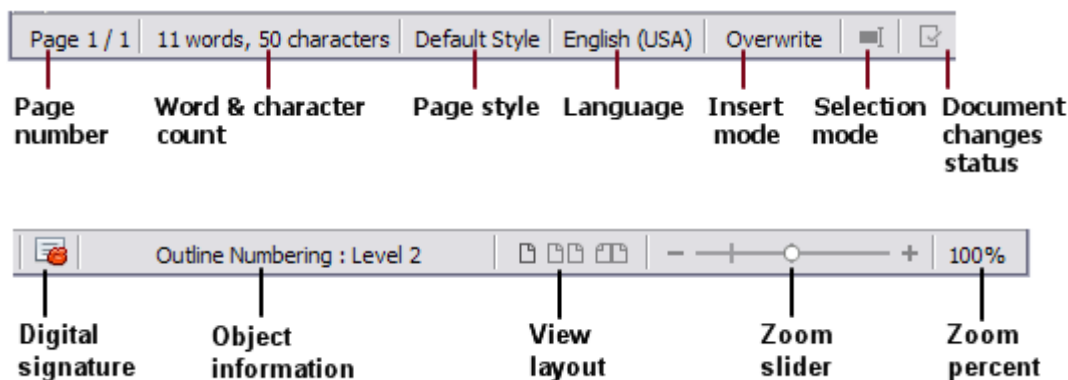 Page 1 / 1 11 words, 50 characters Default Style English (USA) Overwrite
Page number
Word & character count
Page style
Language
Insert mode
Selection mode
Document changes status
Outline Numbering : Level 2 100%
Digital signature
Object information
View layout
Zoom slider
Zoom percent